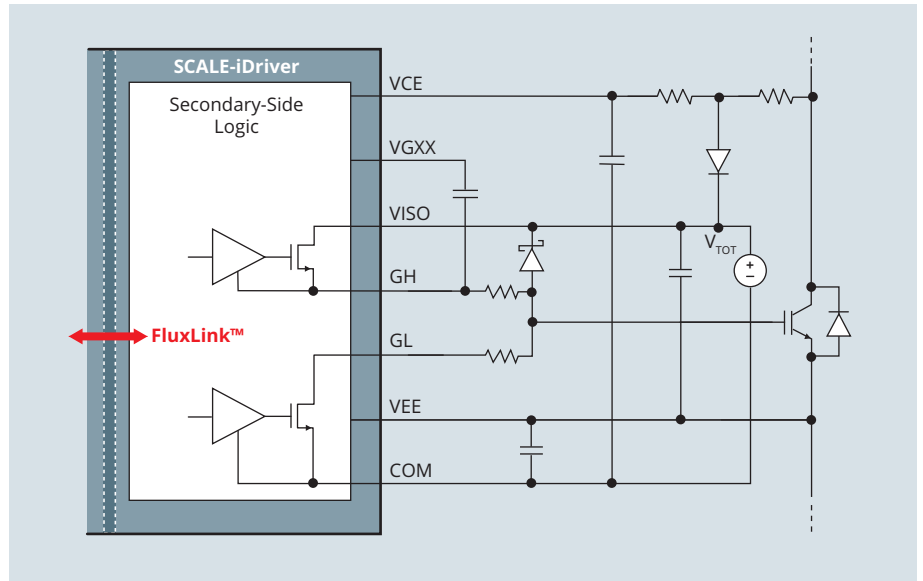 SCALE-iDriver
Secondary-Side
Logic
VCE
VGXX
VISO
VTOT
+
−
GH
FluxLink™
GL
VEE
COM